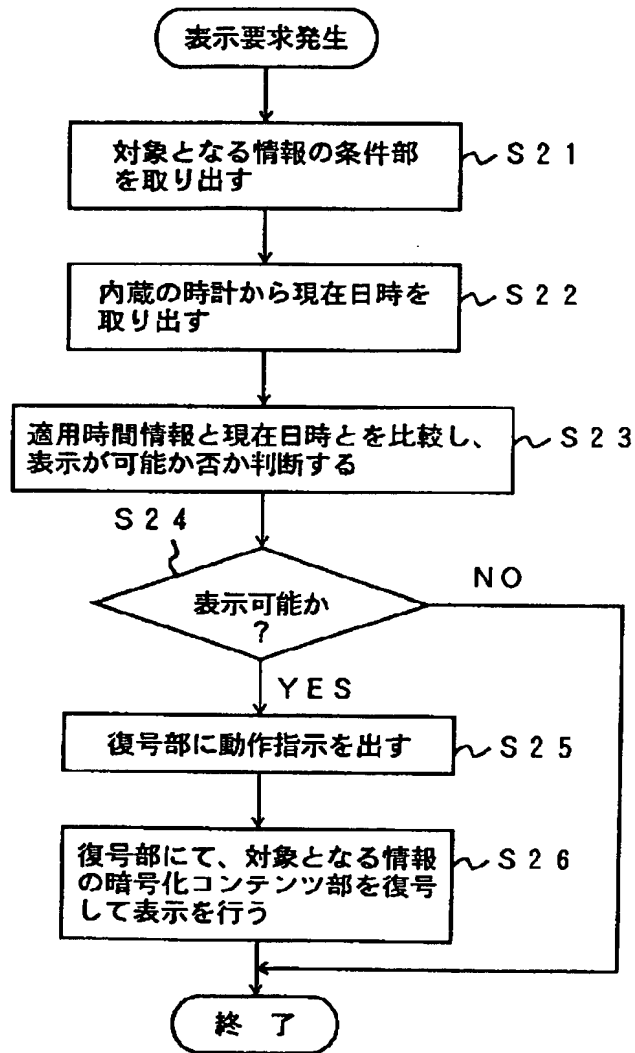 表示要求発生
対象となる情報の条件部
を取り出す
S21
内蔵の時計から現在日時を
取り出す
S22
適用時間情報と現在日時とを比較し、
表示が可能か否か判断する
S23
S24
表示可能か
?
NO
YES
復号部に動作指示を出す
S25
復号部にて、対象となる情報
の暗号化コンテンツ部を復号
して表示を行う
S26
終 了